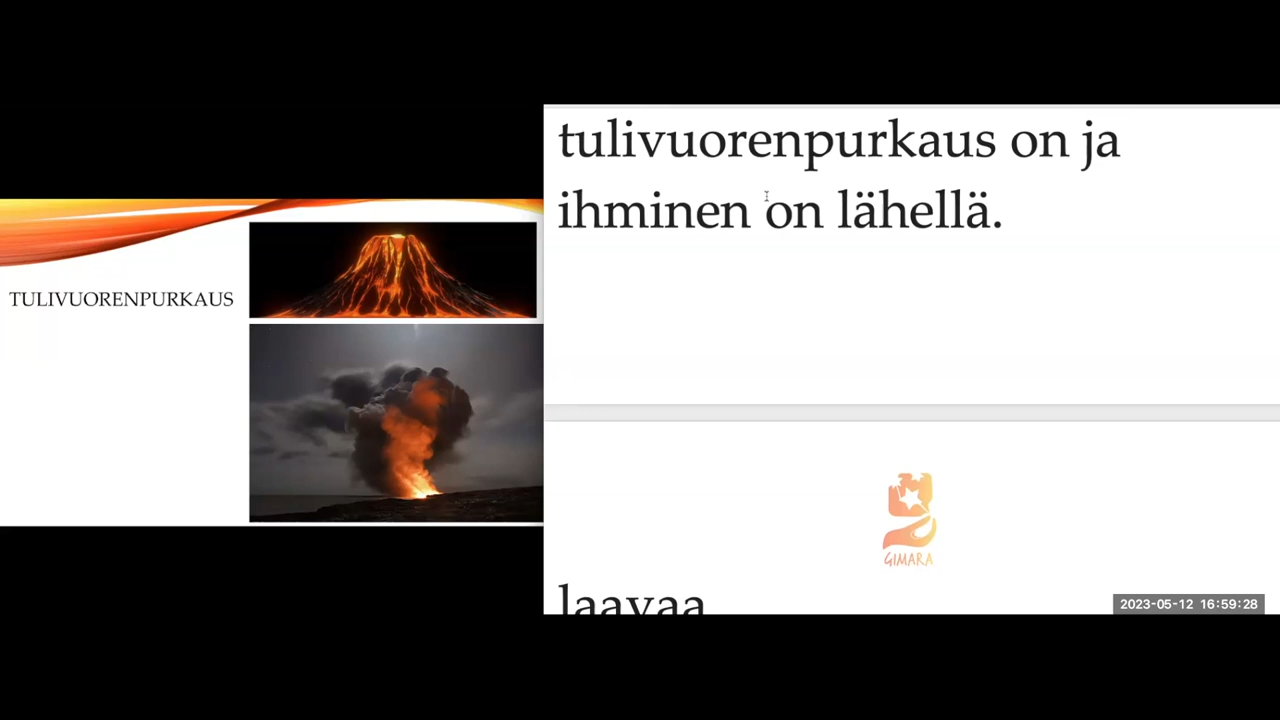 TULIVUORENPURKAUS
tulivuorenpurkaus on ja
ihminen on lähellä.
GIMARA
laavaa
2023-05-12 16:59:28